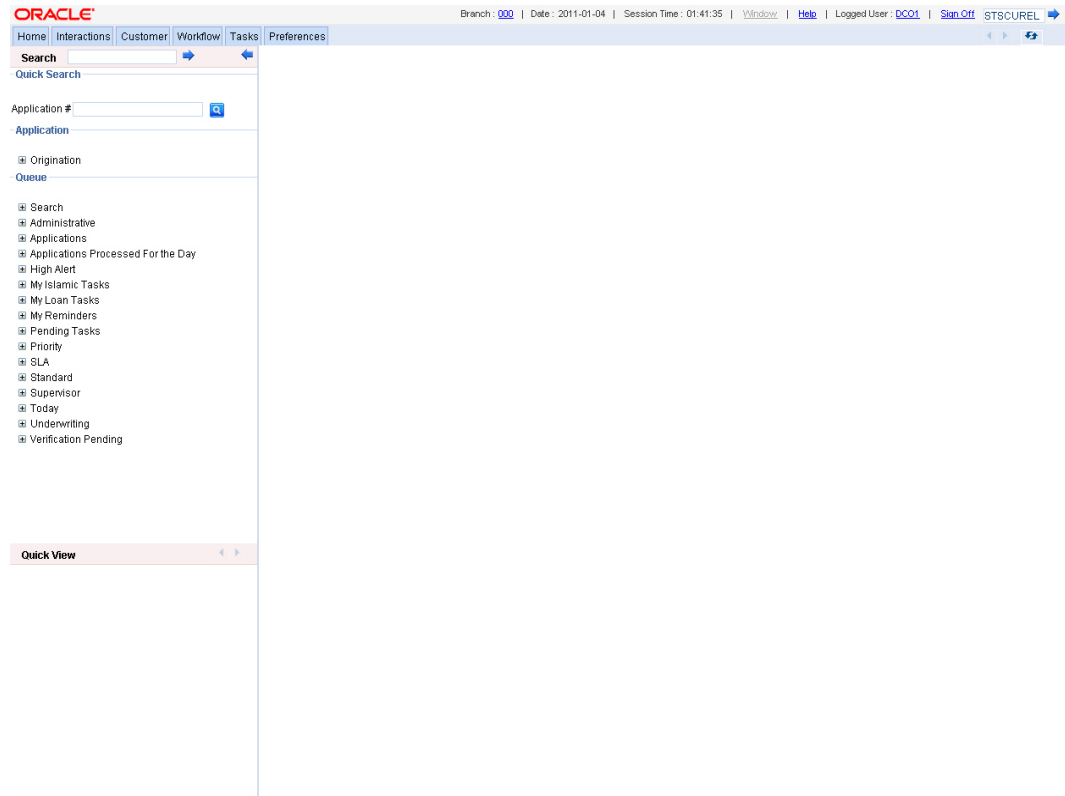 ORACLE
Branch : 000 | Date : 2011-01-04 | Session Time : 01:41:35 | Window | Help | Logged User : DCO1 | Sign Off STSCUREL
Home Interactions Customer Workflow Tasks Preferences
Search
Quick Search
Application #
Application
Origination
Queue
Search
Administrative
Applications
Applications Processed For the Day
High Alert
My Islamic Tasks
My Loan Tasks
My Reminders
Pending Tasks
Priority
SLA
Standard
Supervisor
Today
Underwriting
Verification Pending
Quick View